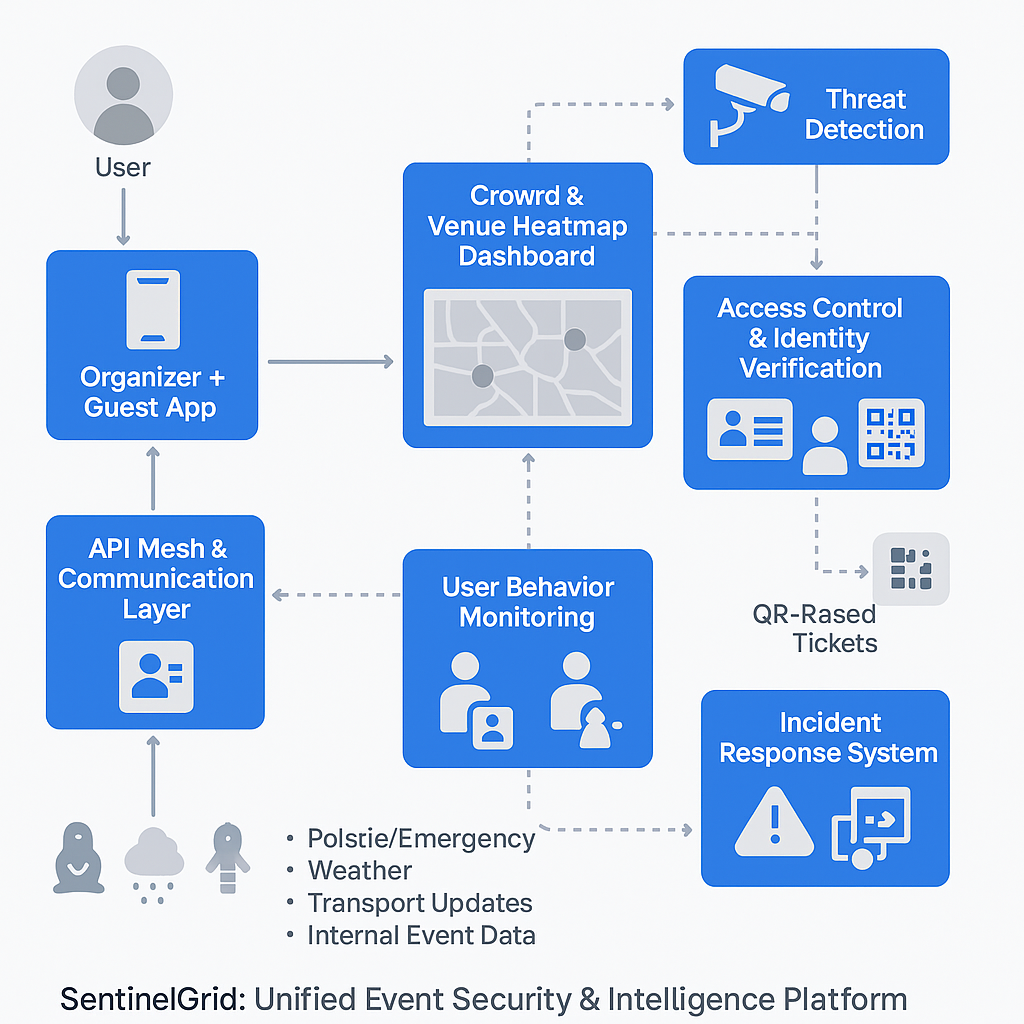 User
Organizer +
Guest App
API Mesh &
Communication
Layer
Crowrd &
Venue Heatmap
Dashboard
User Behavior
Monitoring
Threat
Detection
Access Control
& Identity
Verification
QR-Rased
Tickets
Incident
Response System
• Polstie/Emergency
• Weather
• Transport Updates
• Internal Event Data
SentinelGrid: Unified Event Security & Intelligence Platform